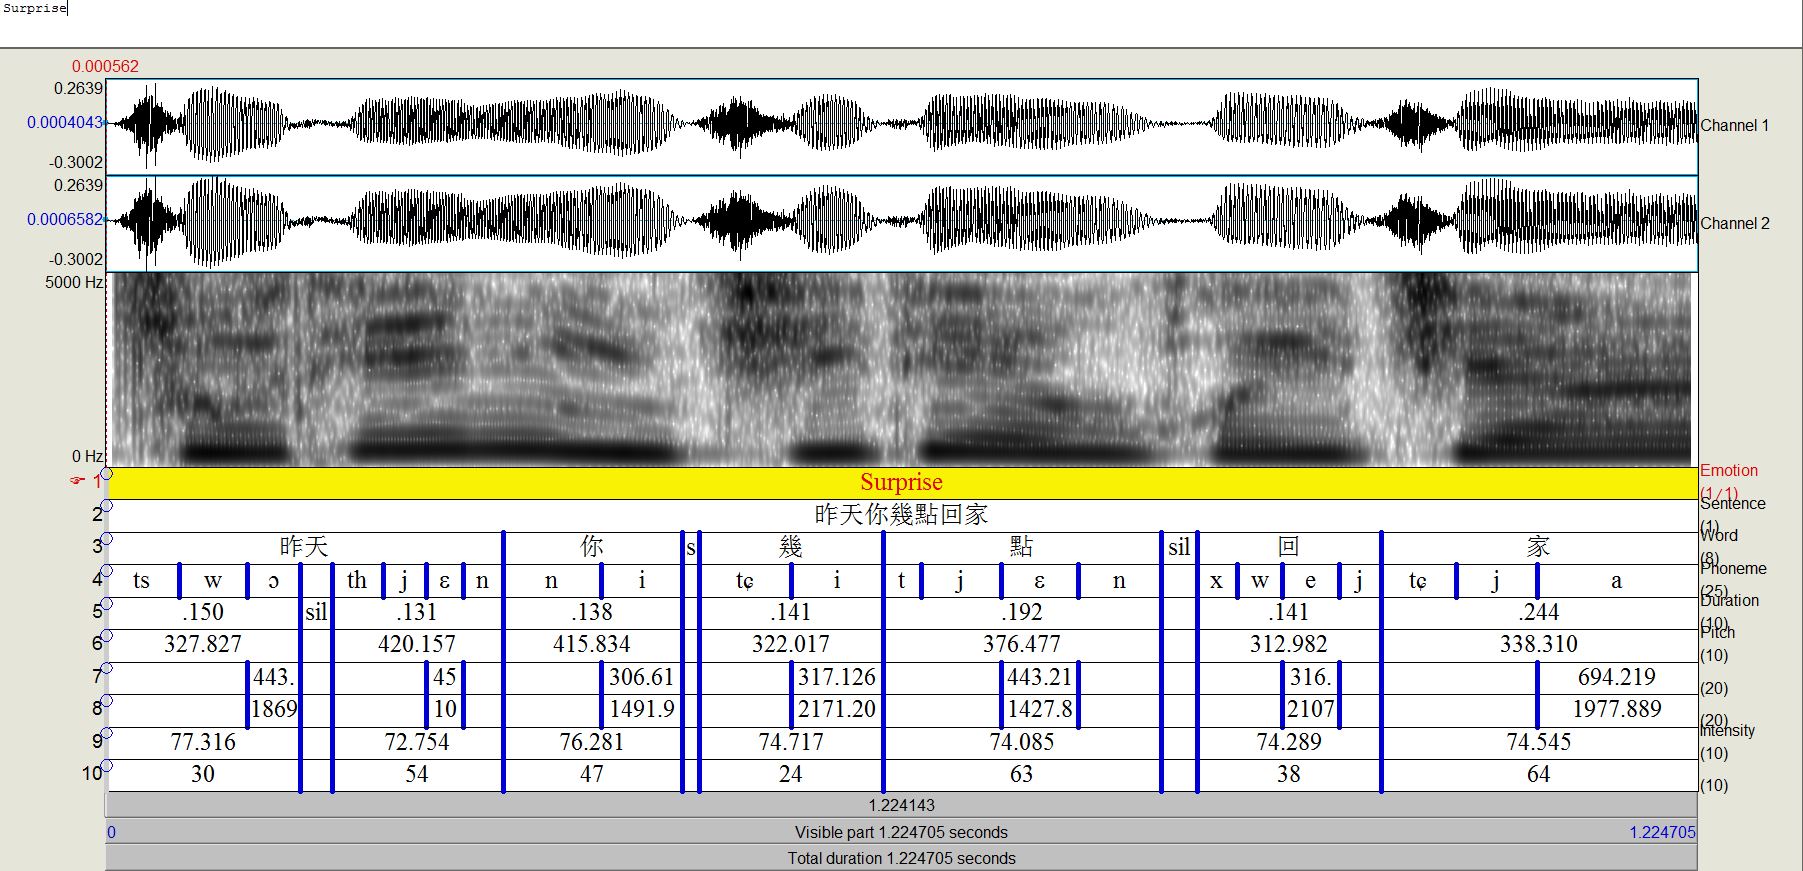 Surprise
0.000562
0.2639
0.0004043
-0.3002
Channel 1
0.2639
0.0006582
-0.3002
Channel 2
5000 Hz
0 Hz
1 Surprise Emotion (1/1)
2 昨天你幾點回家 Sentence (1)
3 昨天 你 s 幾 點 sil 回 家 Word (8)
4 ts w ɔ th j ɛ n n i tɕ i t j ɛ n x w e j tɕ j a Phoneme (25)
5 .150 sil .131 .138 .141 .192 .141 .244 Duration (10)
6 327.827 420.157 415.834 322.017 376.477 312.982 338.310 Pitch (10)
7 443. 45 306.61 317.126 443.21 316. 694.219 (20)
8 1869 10 1491.9 2171.20 1427.8 2107 1977.889 (20)
9 77.316 72.754 76.281 74.717 74.085 74.289 74.545 Intensity (10)
10 30 54 47 24 63 38 64 (10)
1.224143
0 Visible part 1.224705 seconds 1.224705
Total duration 1.224705 seconds